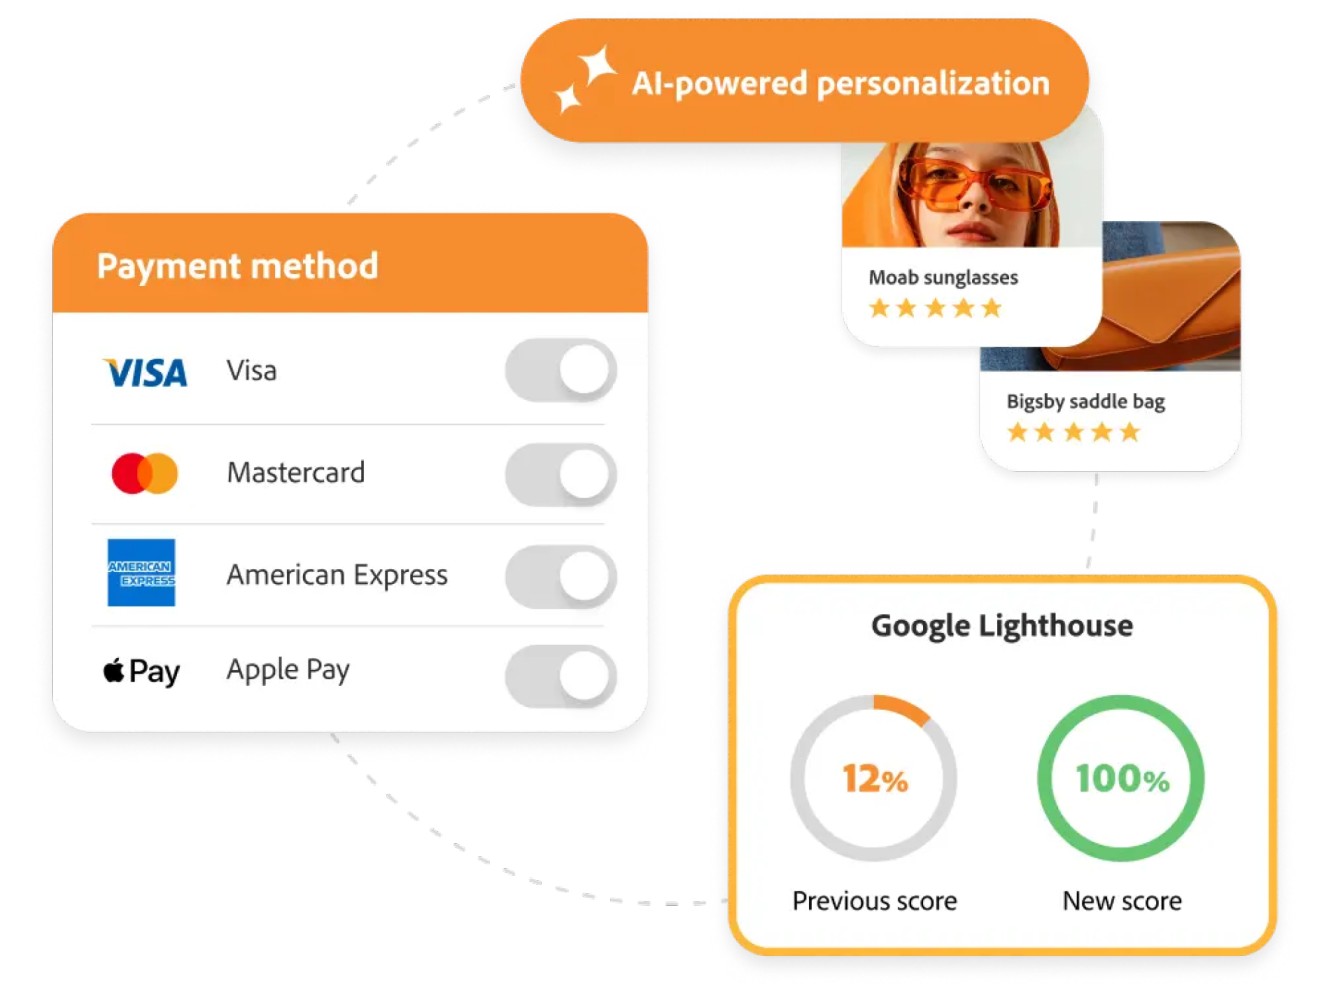 AI-powered personalization
Moab sunglasses
Bigsby saddle bag
Payment method
VISA Visa
Mastercard
AMERICAN
EXPRESS
American Express
Pay Apple Pay
Google Lighthouse
12% 100%
Previous score New score